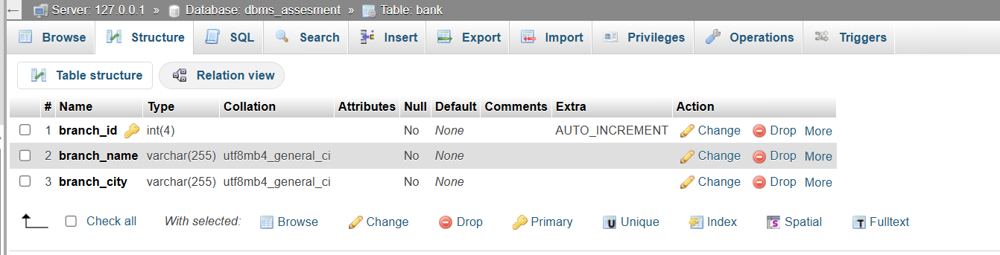 ← Server: 127.0.0.1 » Database: dbms_assesment » Table: bank
Browse Structure SQL Search Insert Export Import Privileges Operations Triggers
Table structure Relation view
# Name Type Collation Attributes Null Default Comments Extra Action
1 branch_id int(4) No None AUTO_INCREMENT Change Drop More
2 branch_name varchar(255) utf8mb4_general_ci No None Change Drop More
3 branch_city varchar(255) utf8mb4_general_ci No None Change Drop More
Check all With selected: Browse Change Drop Primary Unique Index Spatial Fulltext